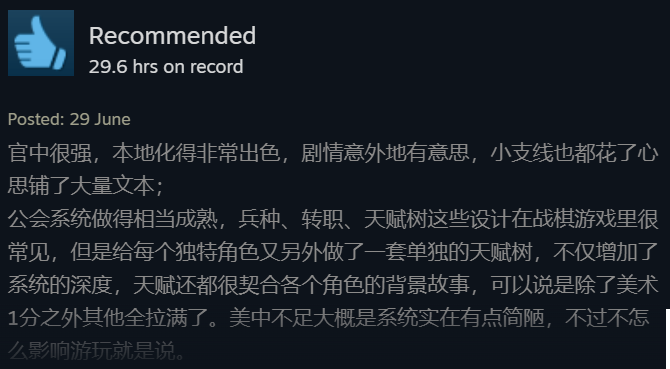 Recommended
29.6 hrs on record
Posted: 29 June
官中很强，本地化得非常出色，剧情意外地有意思，小支线也都花了心
思铺了大量文本；
公会系统做得相当成熟，兵种、转职、天赋树这些设计在战棋游戏里很
常见，但是给每个独特角色又另外做了一套单独的天赋树，不仅增加了
系统的深度，天赋还都很契合各个角色的背景故事，可以说是除了美术
1分之外其他全拉满了。美中不足大概是系统实在有点简陋，不过不怎
么影响游玩就是说。